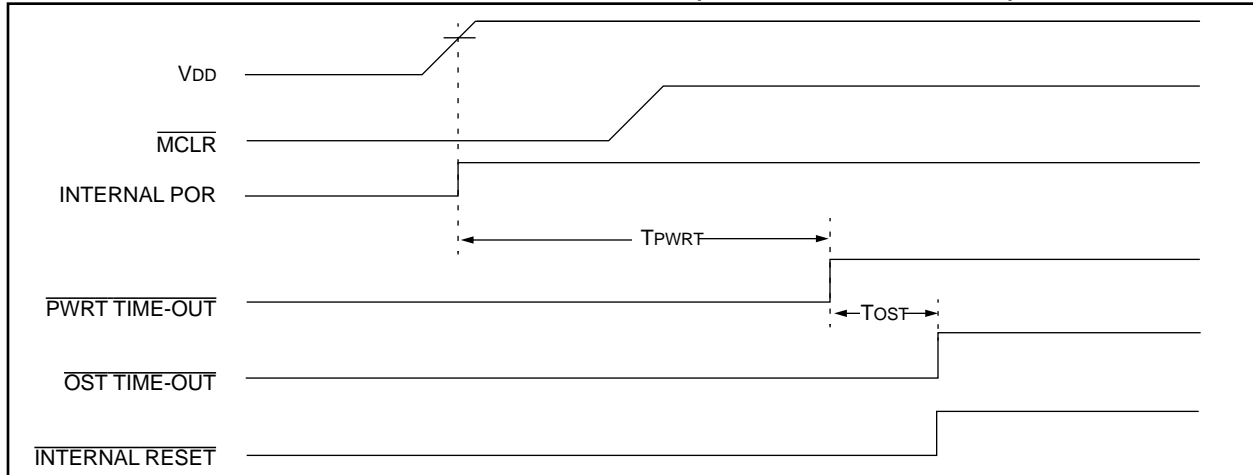 VDD
MCLR
INTERNAL POR
TPWRT
PWRT TIME-OUT
TOST
OST TIME-OUT
INTERNAL RESET